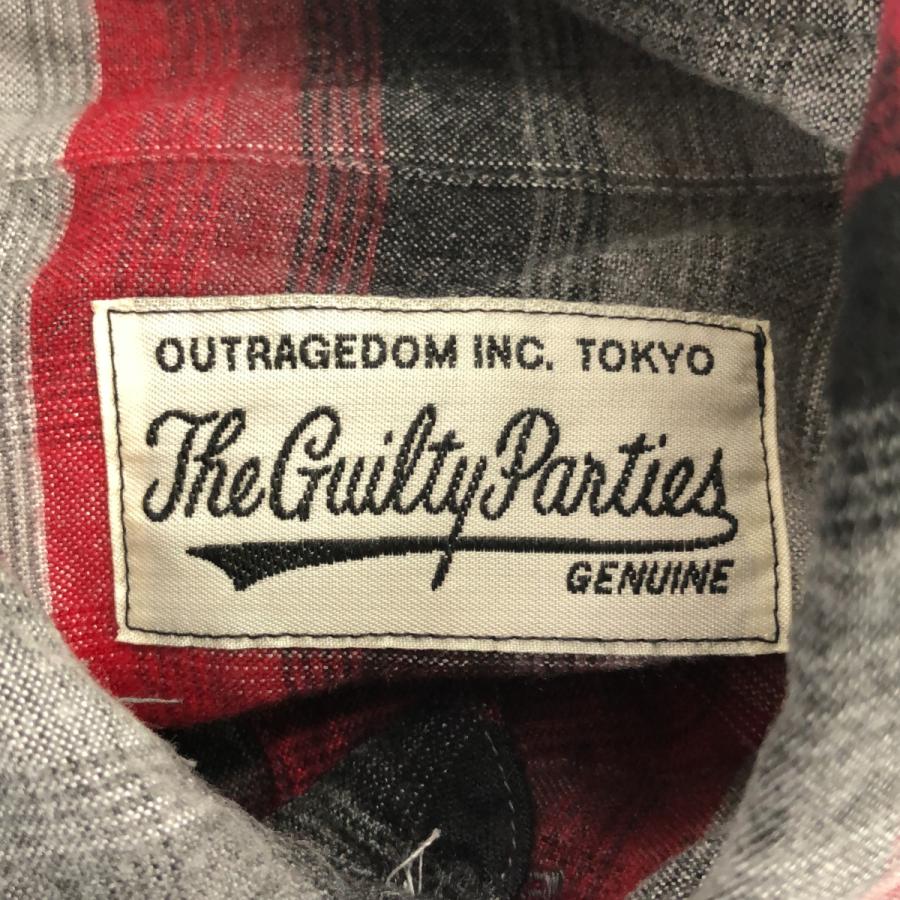 OUTRAGEDOM INC. TOKYO
The Guilty Parties
GENUINE